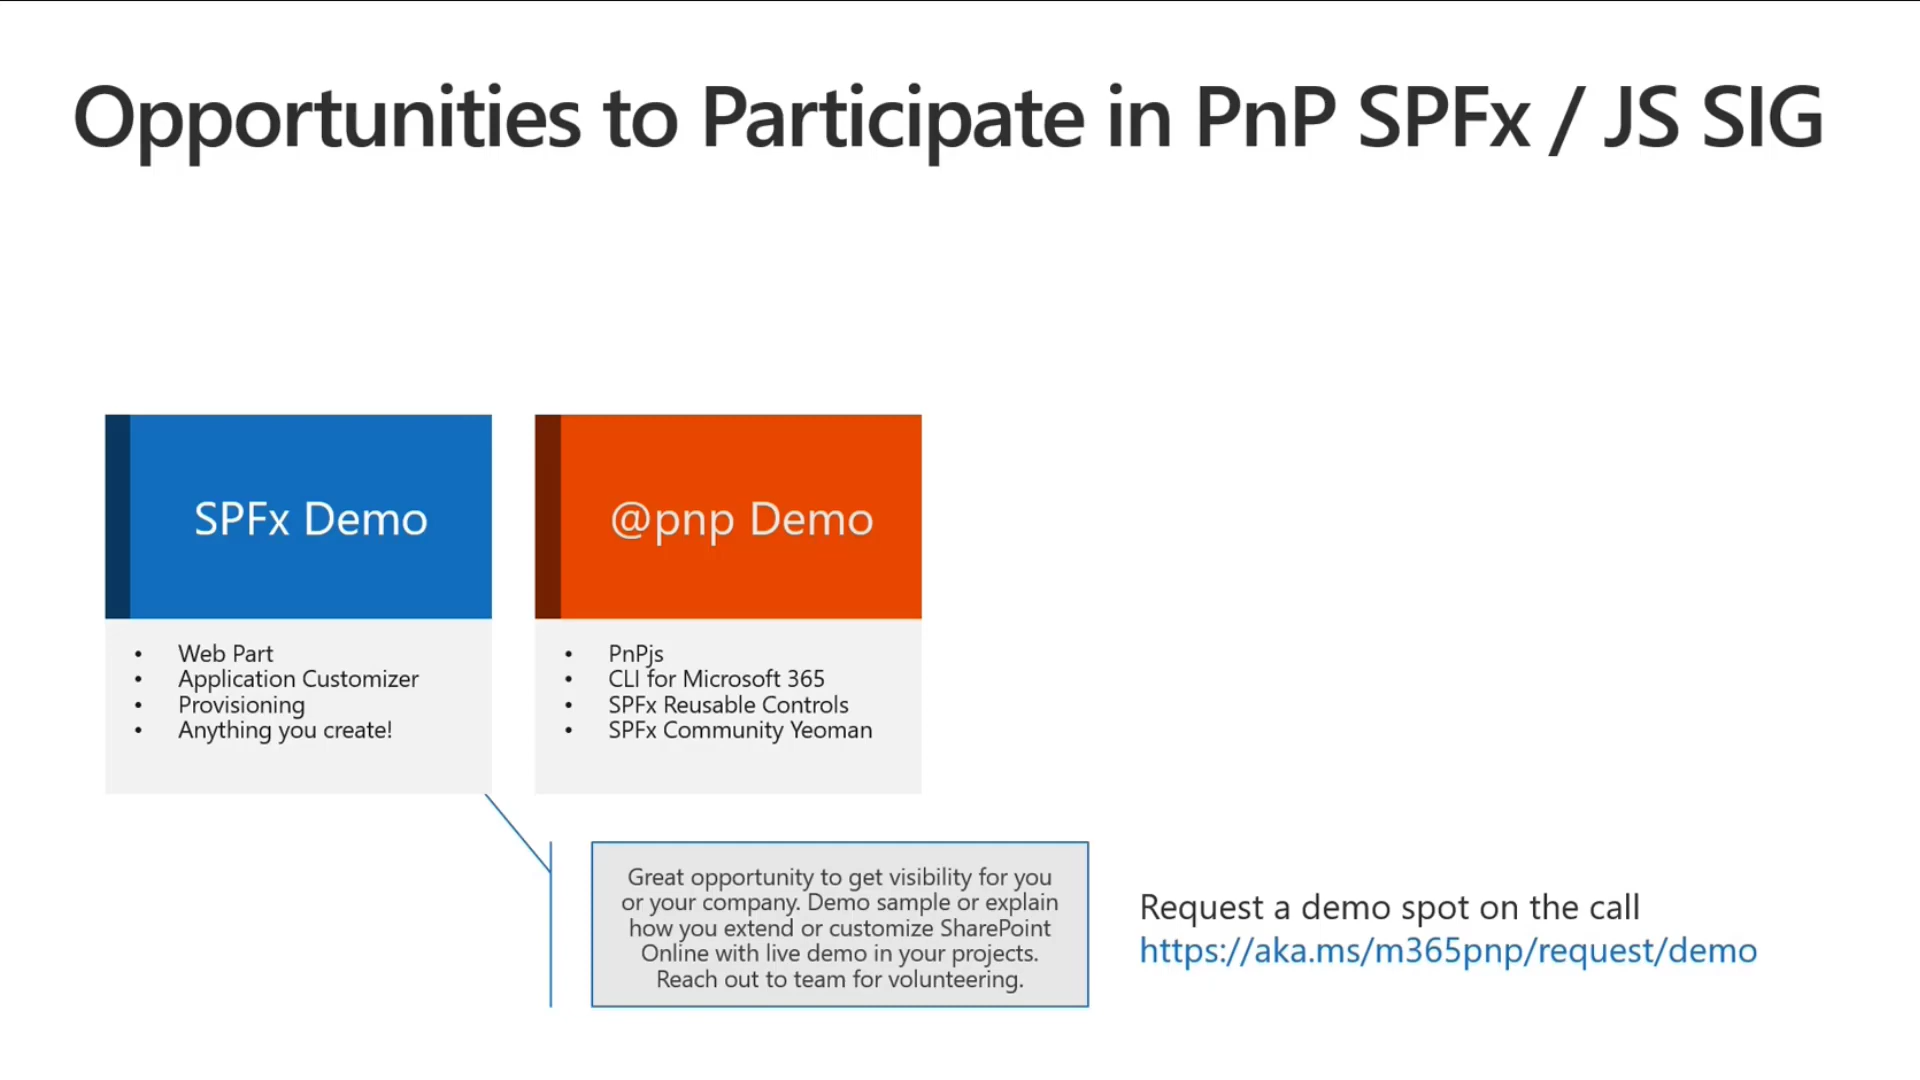 Opportunities to Participate in PnP SPFx / JS SIG
SPFx Demo
• Web Part
• Application Customizer
• Provisioning
• Anything you create!
@pnp Demo
• PnPjs
• CLI for Microsoft 365
• SPFx Reusable Controls
• SPFx Community Yeoman
Great opportunity to get visibility for you
or your company. Demo sample or explain
how you extend or customize SharePoint
Online with live demo in your projects.
Reach out to team for volunteering.
Request a demo spot on the call
https://aka.ms/m365pnp/request/demo